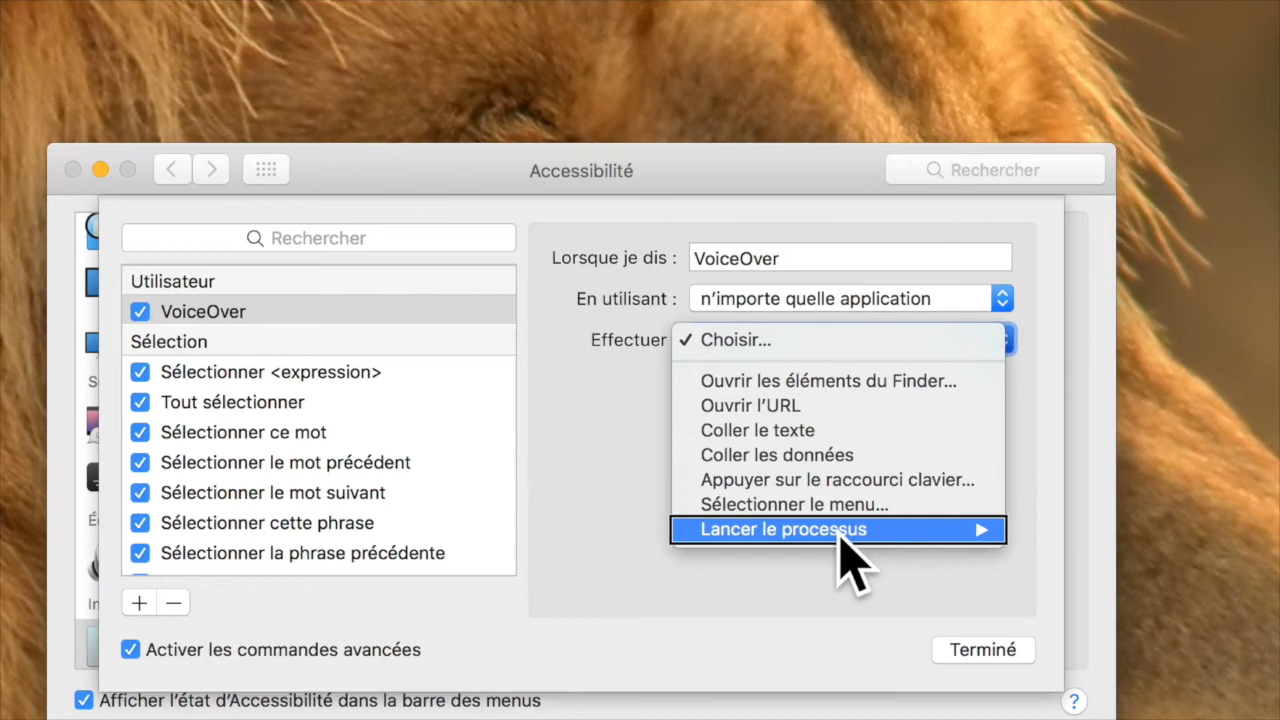 Accessibilité
Rechercher
Rechercher
Utilisateur
VoiceOver
Sélection
Sélectionner <expression>
Tout sélectionner
Sélectionner ce mot
Sélectionner le mot précédent
Sélectionner le mot suivant
Sélectionner cette phrase
Sélectionner la phrase précédente
Lorsque je dis : VoiceOver
En utilisant : n'importe quelle application
Effectuer
✓ Choisir...
Ouvrir les éléments du Finder...
Ouvrir l'URL
Coller le texte
Coller les données
Appuyer sur le raccourci clavier...
Sélectionner le menu...
Lancer le processus
Activer les commandes avancées
Terminé
Afficher l'état d'Accessibilité dans la barre des menus
?